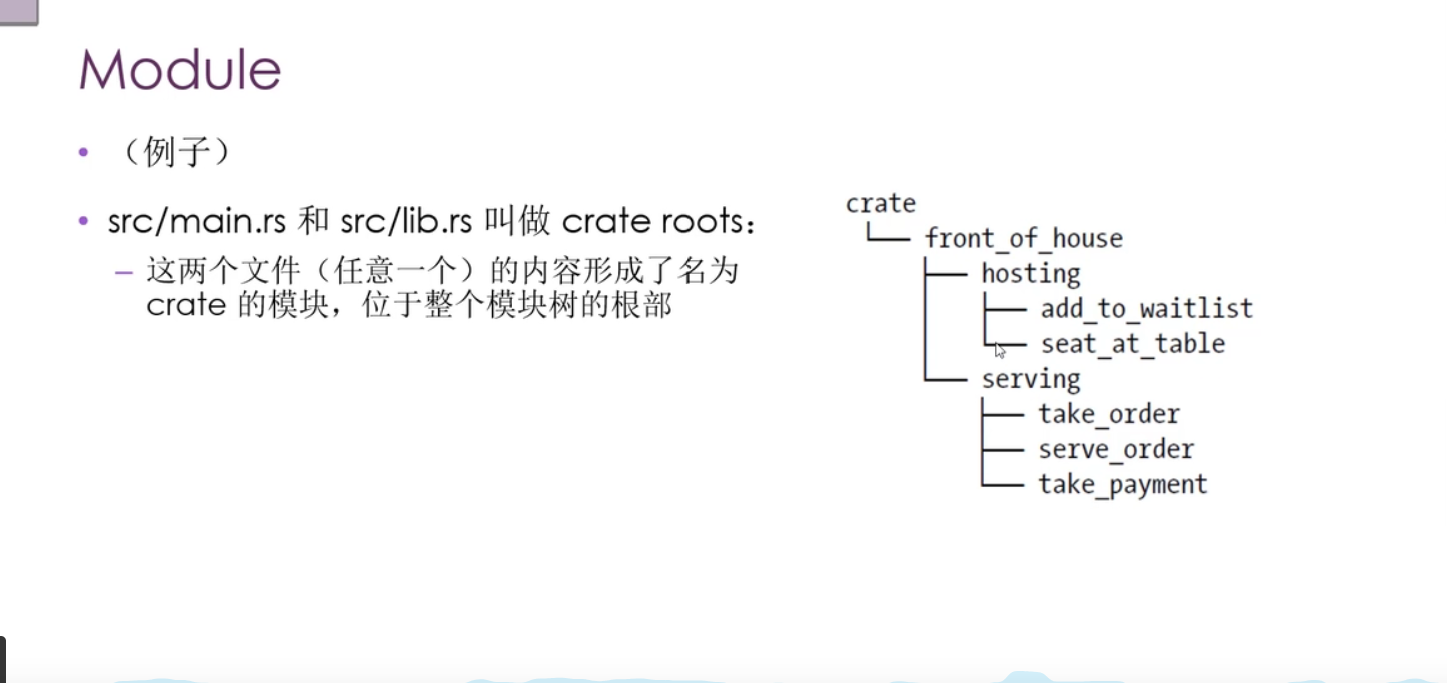 Module
（例子）
src/main.rs 和 src/lib.rs 叫做 crate roots：
这两个文件（任意一个）的内容形成了名为
crate 的模块，位于整个模块树的根部
crate
front_of_house
hosting
add_to_waitlist
seat_at_table
serving
take_order
serve_order
take_payment